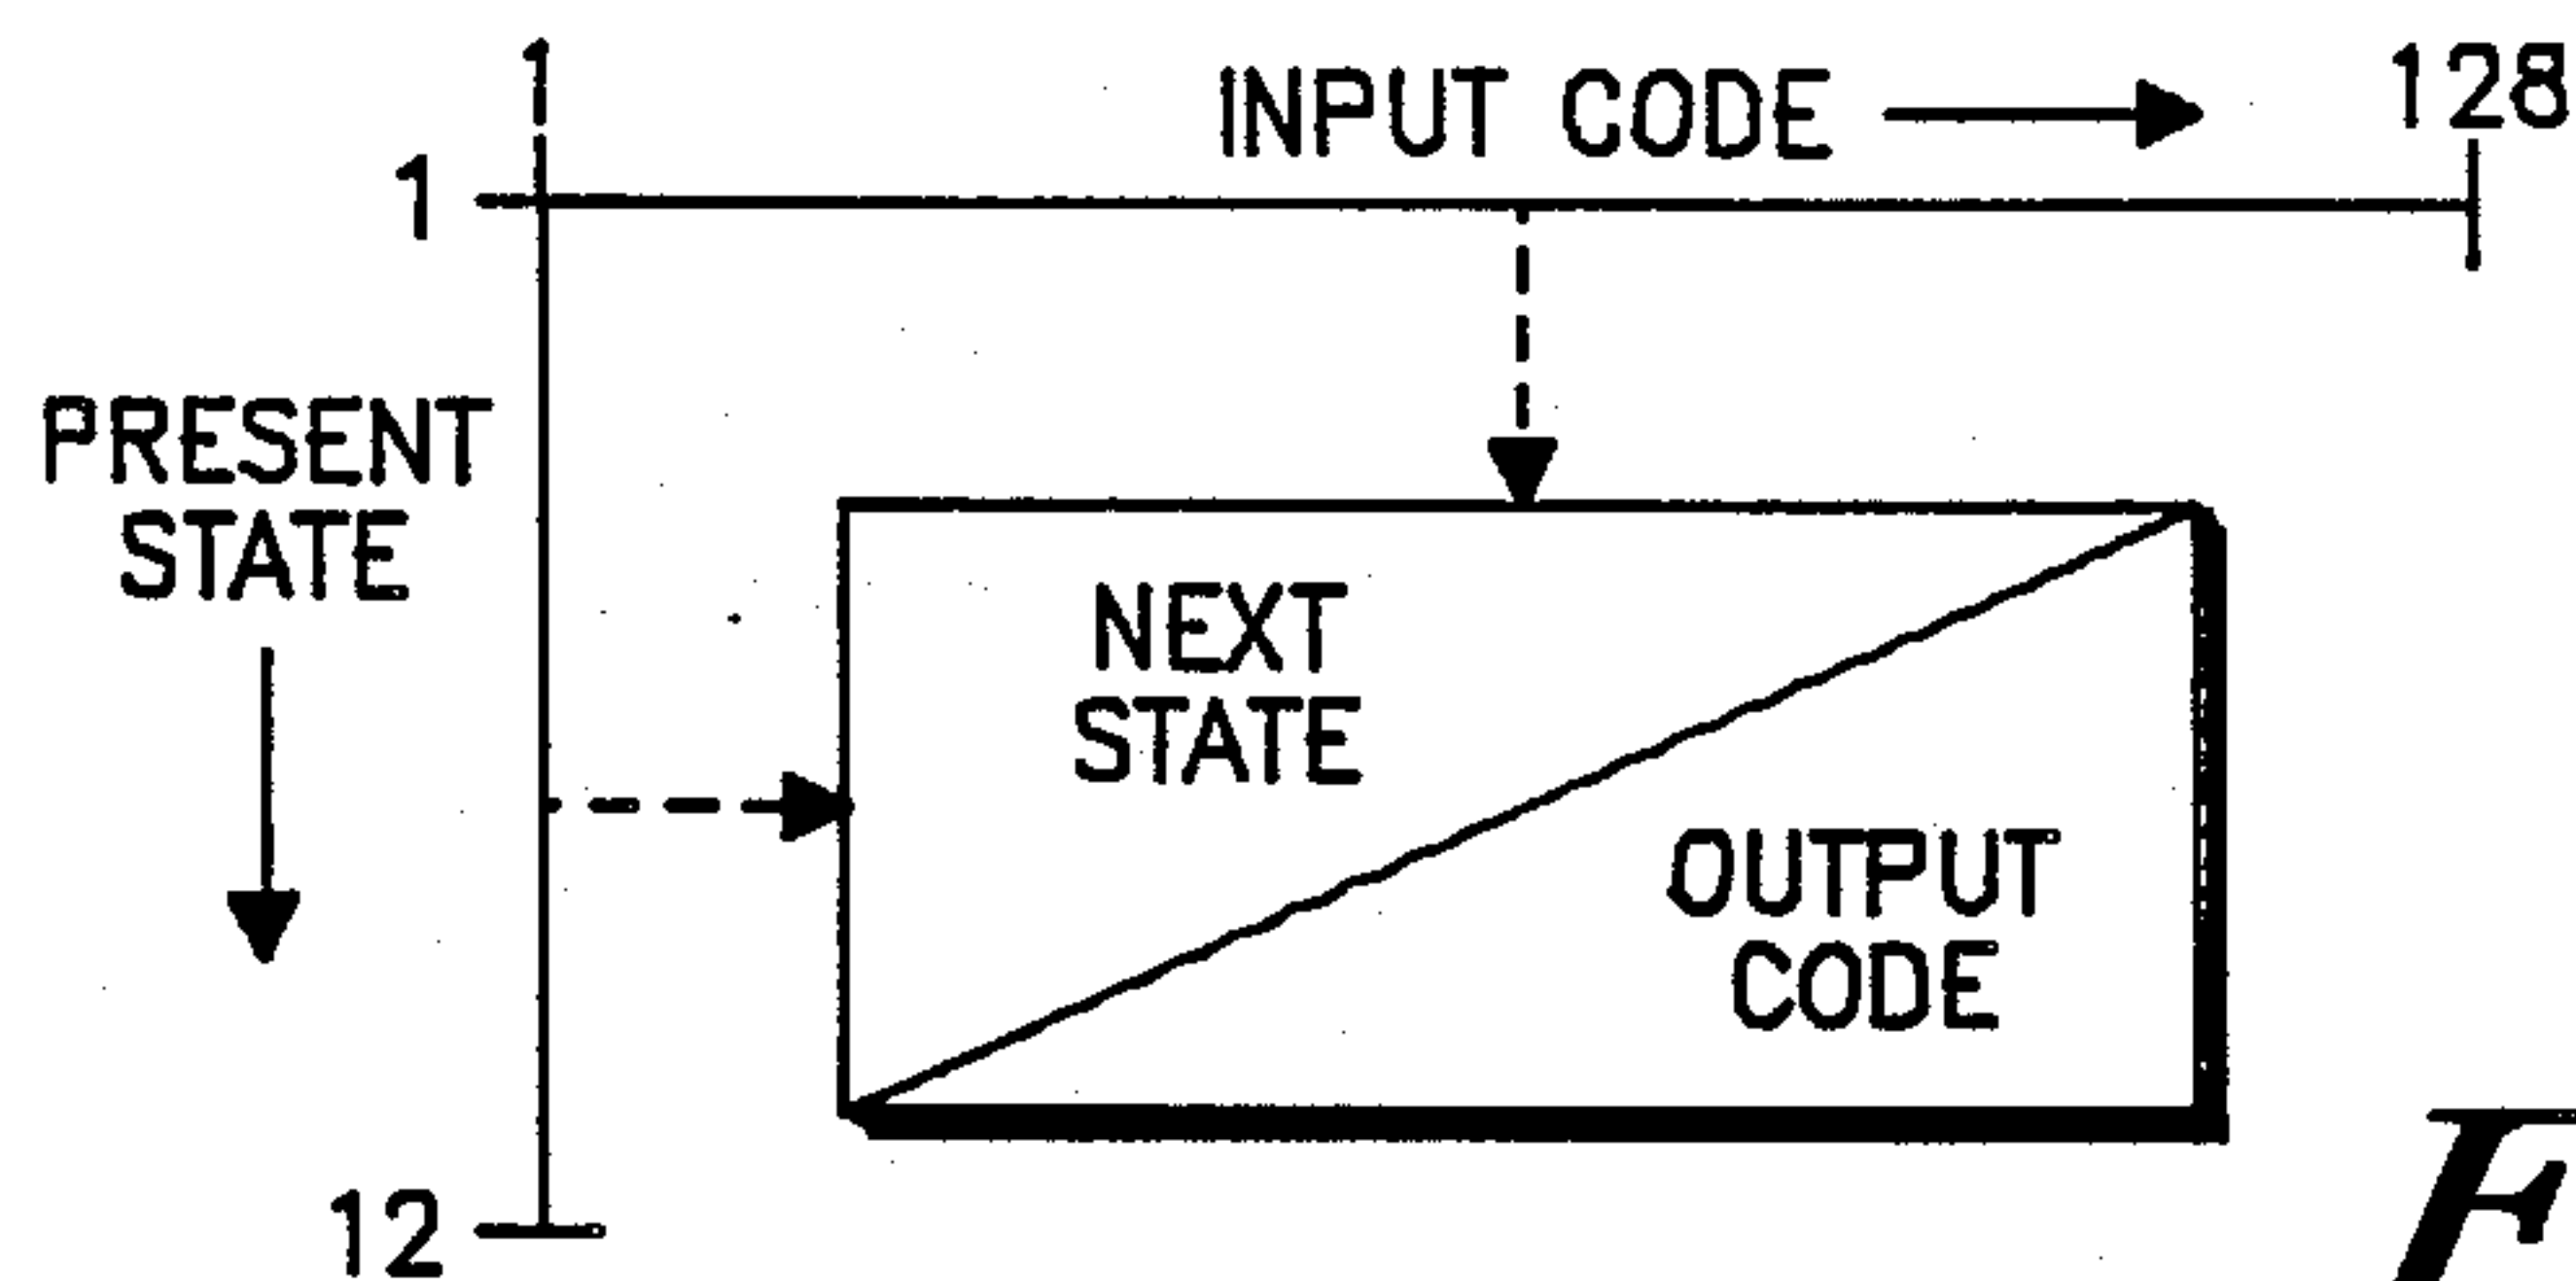 1
INPUT CODE
128
1
PRESENT
STATE
NEXT
STATE
OUTPUT
CODE
12
F